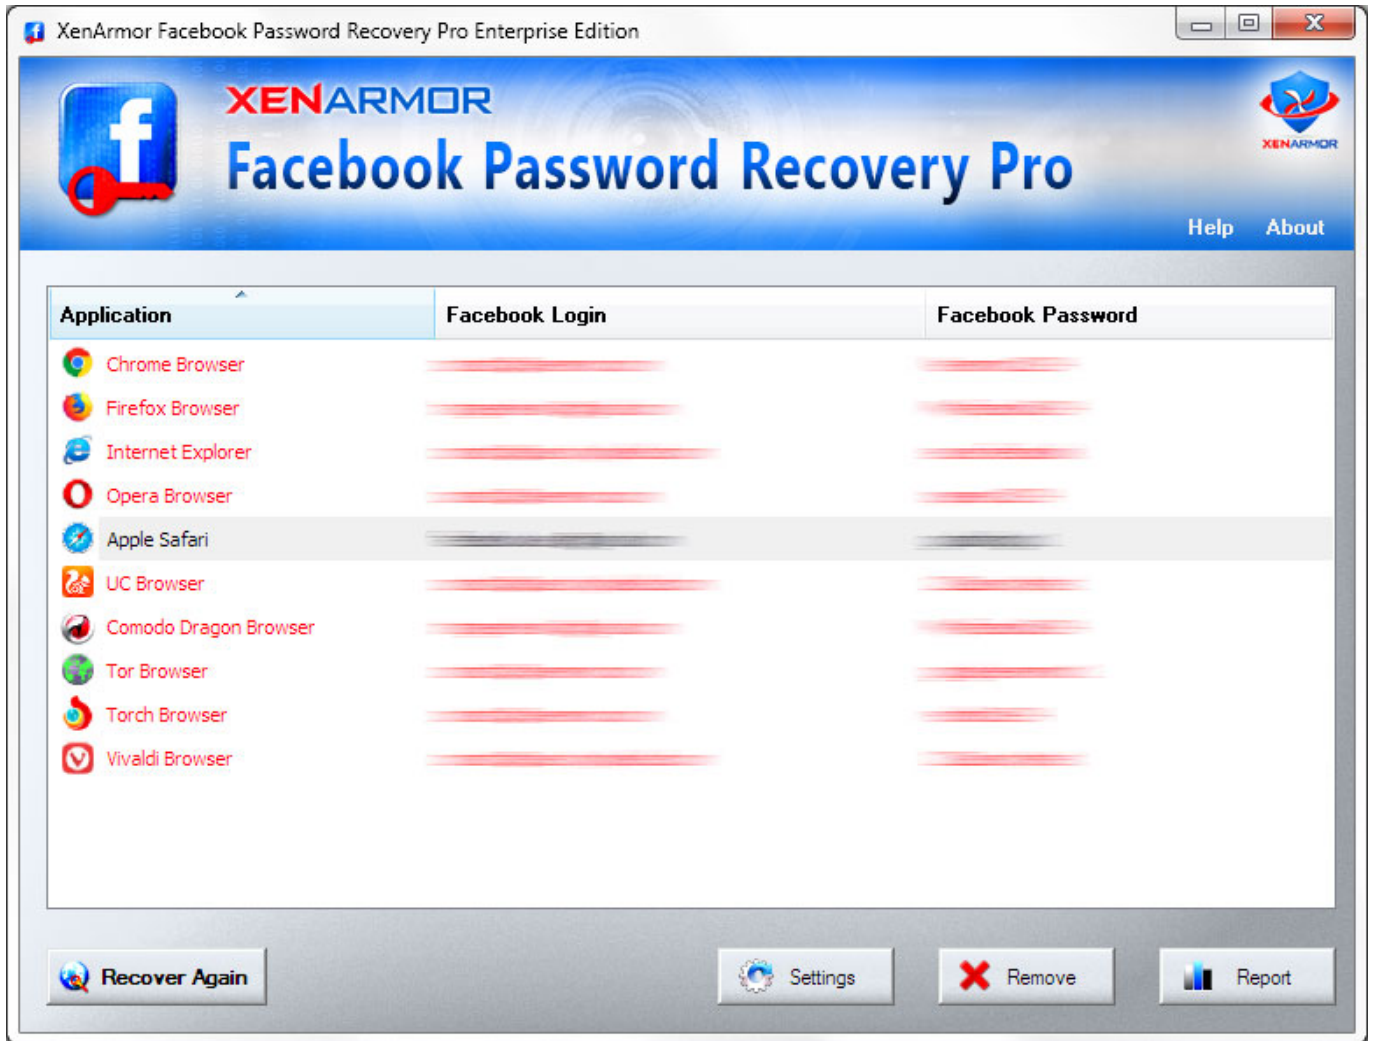 XenArmor Facebook Password Recovery Pro Enterprise Edition
XENARMOR
Facebook Password Recovery Pro
XENARMOR
Help About
Application Facebook Login Facebook Password
Chrome Browser
Firefox Browser
Internet Explorer
Opera Browser
Apple Safari
UC Browser
Comodo Dragon Browser
Tor Browser
Torch Browser
Vivaldi Browser
Recover Again Settings Remove Report